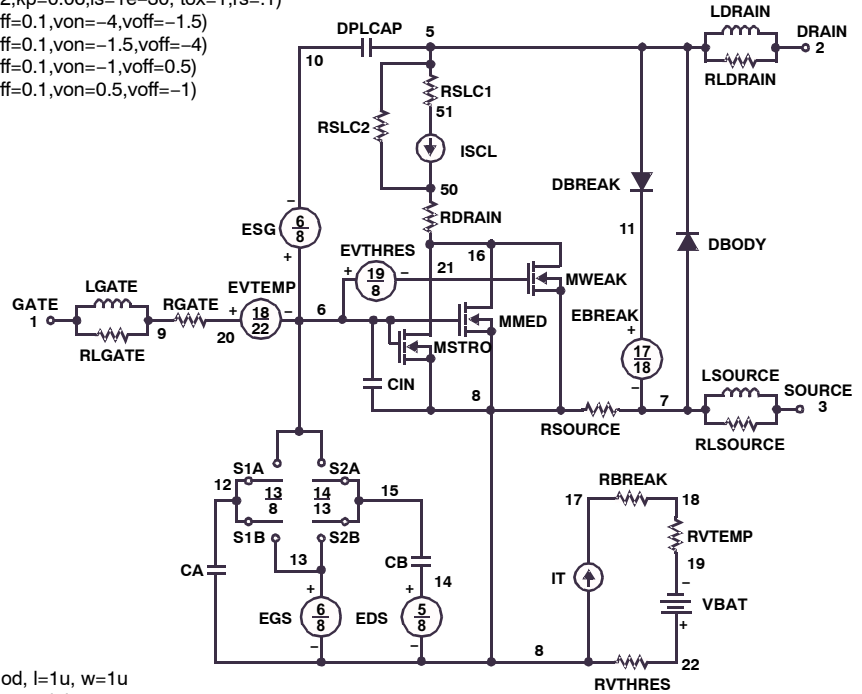 2,kp=0.06,is=1e-30, tox=1,rs=.1)
ff=0.1,von=−4,voff=−1.5)
ff=0.1,von=−1.5,voff=−4)
ff=0.1,von=−1,voff=0.5)
ff=0.1,von=0.5,voff=−1)
LDRAIN
DPLCAP 5 DRAIN
2
10
RLDRAIN
RSLC1
51
RSLC2
ISCL
50
DBREAK
RDRAIN
ESG 6 8
− +
11
DBODY
EVTHRES
16
21
+ 19 8 −
MWEAK
LGATE
EVTEMP
GATE
1
RGATE
+ 18 22 −
6
EBREAK
+
MMED
9
20
MSTRO
RLGATE
17 18
−
CIN
LSOURCE
SOURCE
3
8
7
RSOURCE
RLSOURCE
S1A
S2A
12
13 8
14 13
15
RBREAK
17
18
S1B
S2B
RVTEMP
13
CB
CA
14
IT
19
−
+
+
VBAT
EGS 6 8
EDS 5 8
+
−
−
8
22
RVTHRES
od, l=1u, w=1u